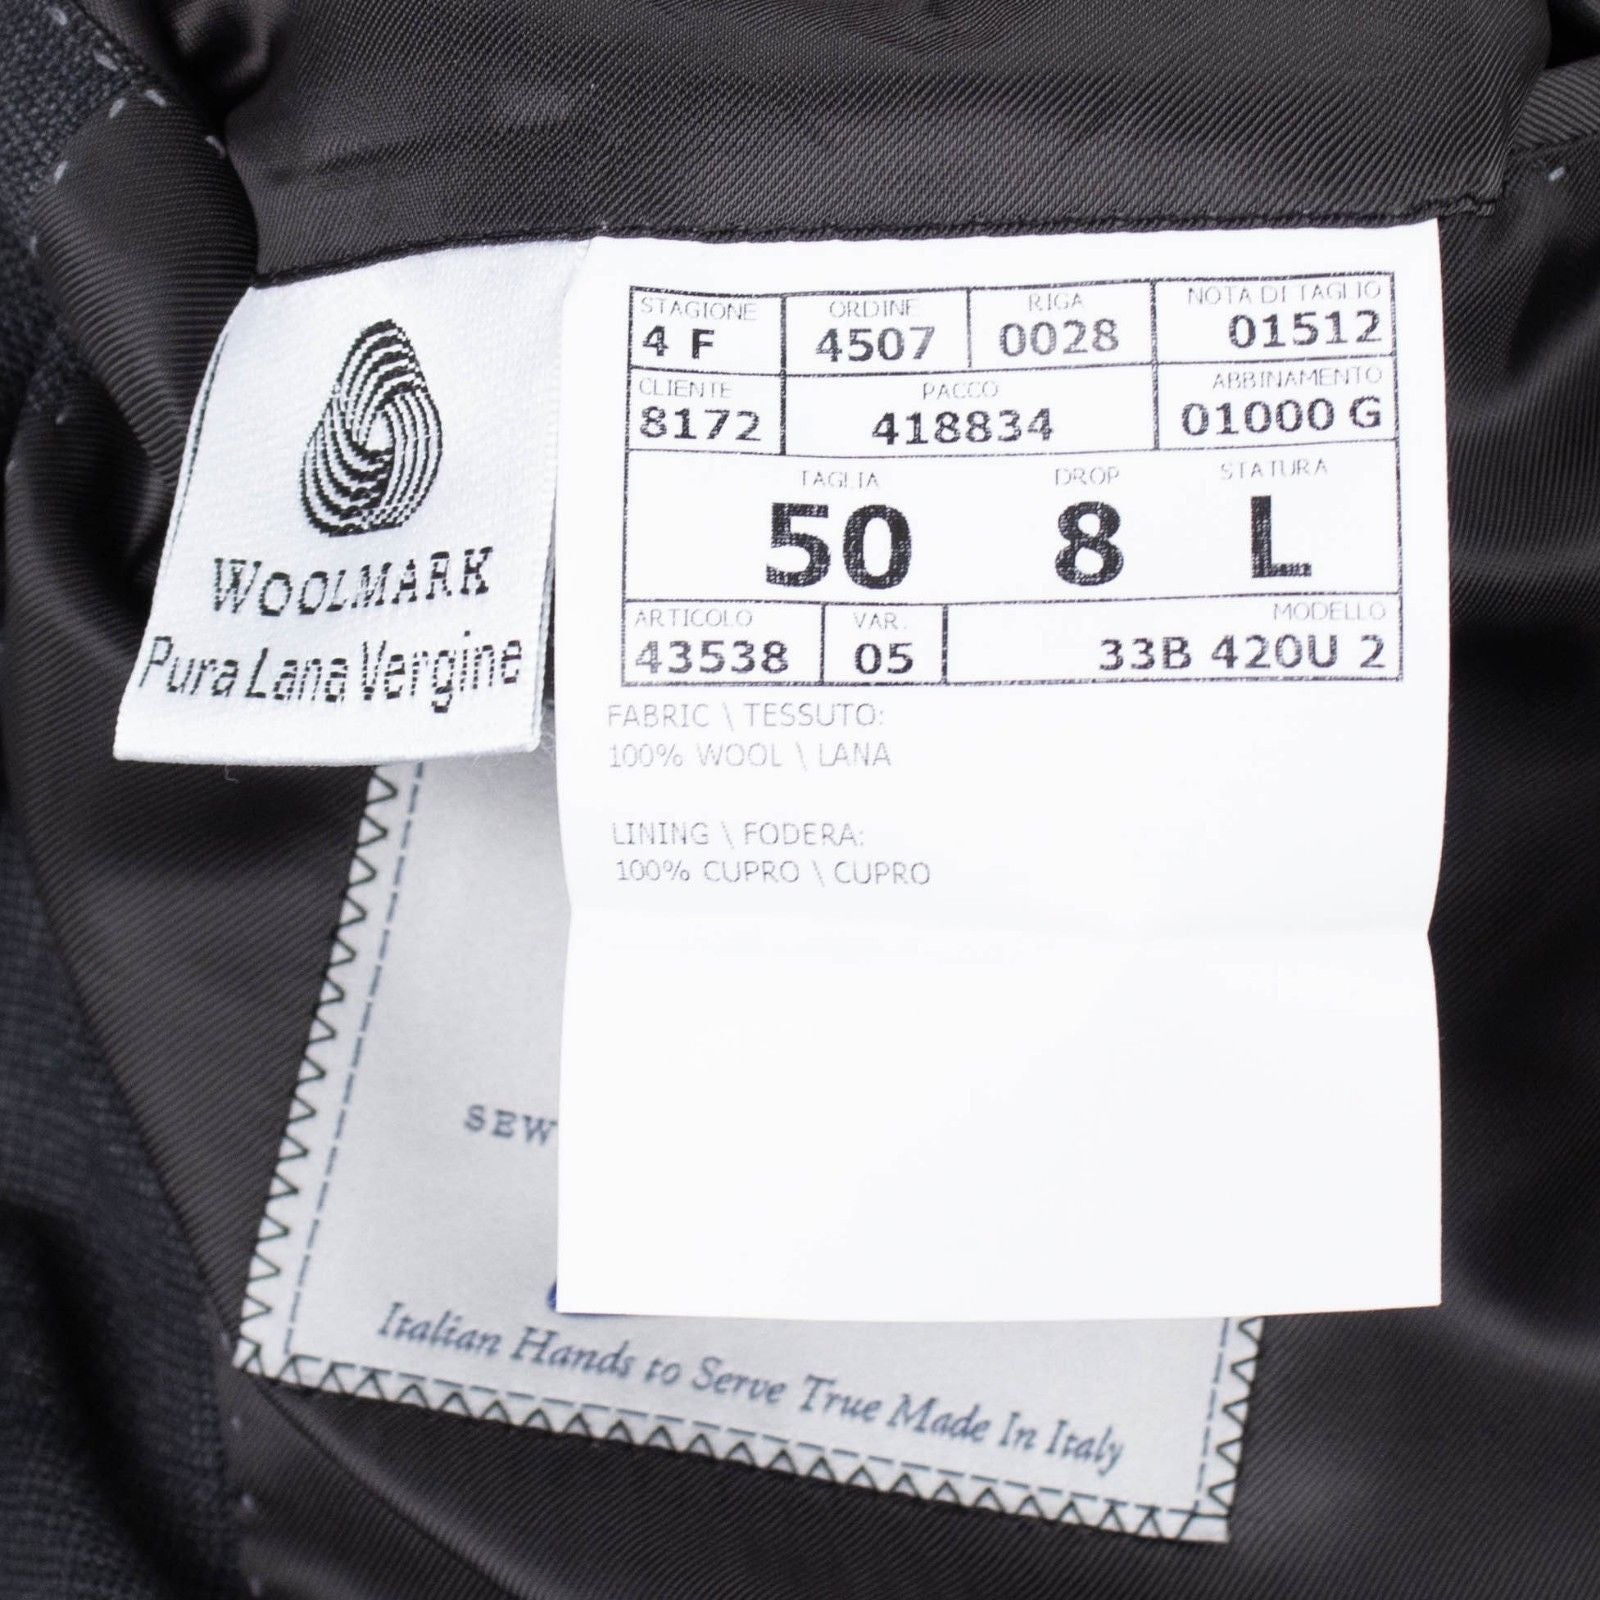 WOOLMARK
Pura Lana Vergine
STAGIONE ORDINE RIGA NOTA DI TAGLIO
4 F 4507 0028 01512
CLIENTE PACCO ABBINAMENTO
8172 418834 01000 G
TAGLIA DROP STATURA
50 8 L
ARTICOLO VAR. MODELLO
43538 05 33B 420U 2
FABRIC \ TESSUTO:
100% WOOL \ LANA
LINING \ FODERA:
100% CUPRO \ CUPRO
SEW
Italian Hands to Serve True Made In Italy